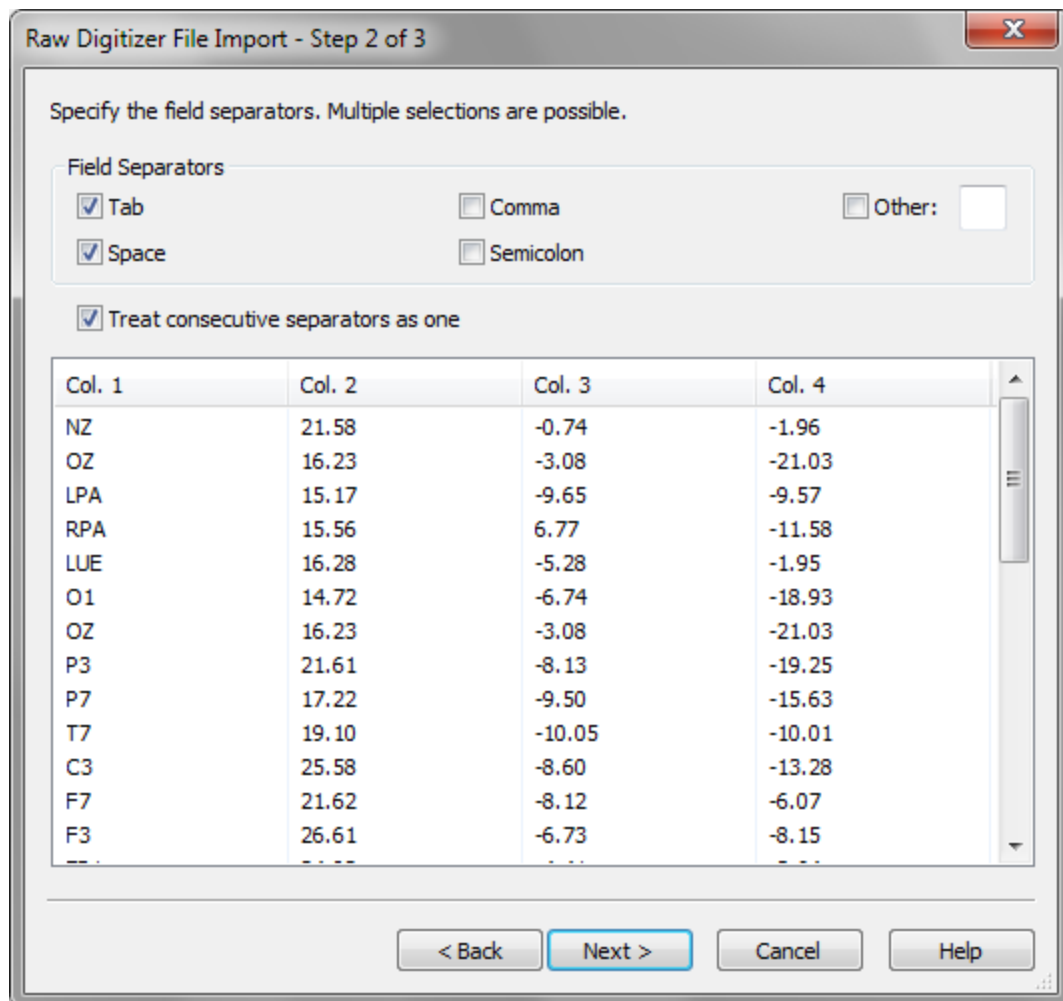 Raw Digitizer File Import - Step 2 of 3
Specify the field separators. Multiple selections are possible.
Field Separators
Tab Comma Other:
Space Semicolon
Treat consecutive separators as one
Col. 1 Col. 2 Col. 3 Col. 4
NZ 21.58 -0.74 -1.96
OZ 16.23 -3.08 -21.03
LPA 15.17 -9.65 -9.57
RPA 15.56 6.77 -11.58
LUE 16.28 -5.28 -1.95
O1 14.72 -6.74 -18.93
OZ 16.23 -3.08 -21.03
P3 21.61 -8.13 -19.25
P7 17.22 -9.50 -15.63
T7 19.10 -10.05 -10.01
C3 25.58 -8.60 -13.28
F7 21.62 -8.12 -6.07
F3 26.61 -6.73 -8.15
< Back Next > Cancel Help